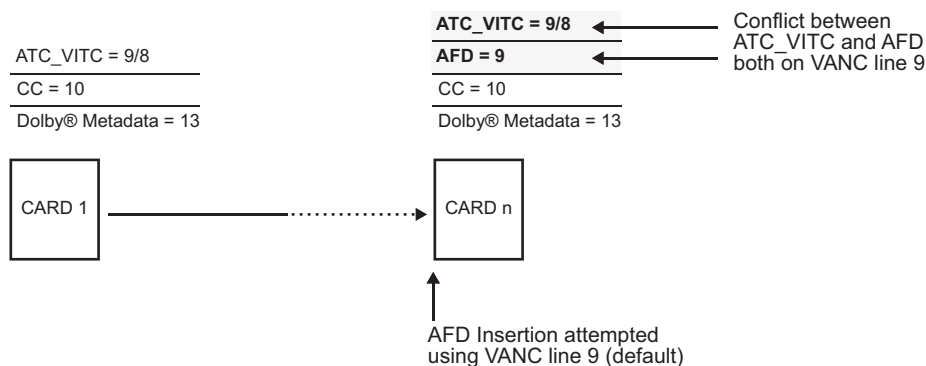 ATC_VITC = 9/8
CC = 10
Dolby® Metadata = 13
CARD 1
ATC_VITC = 9/8
AFD = 9
CC = 10
Dolby® Metadata = 13
Conflict between
ATC_VITC and AFD
both on VANC line 9
CARD n
AFD Insertion attempted
using VANC line 9 (default)